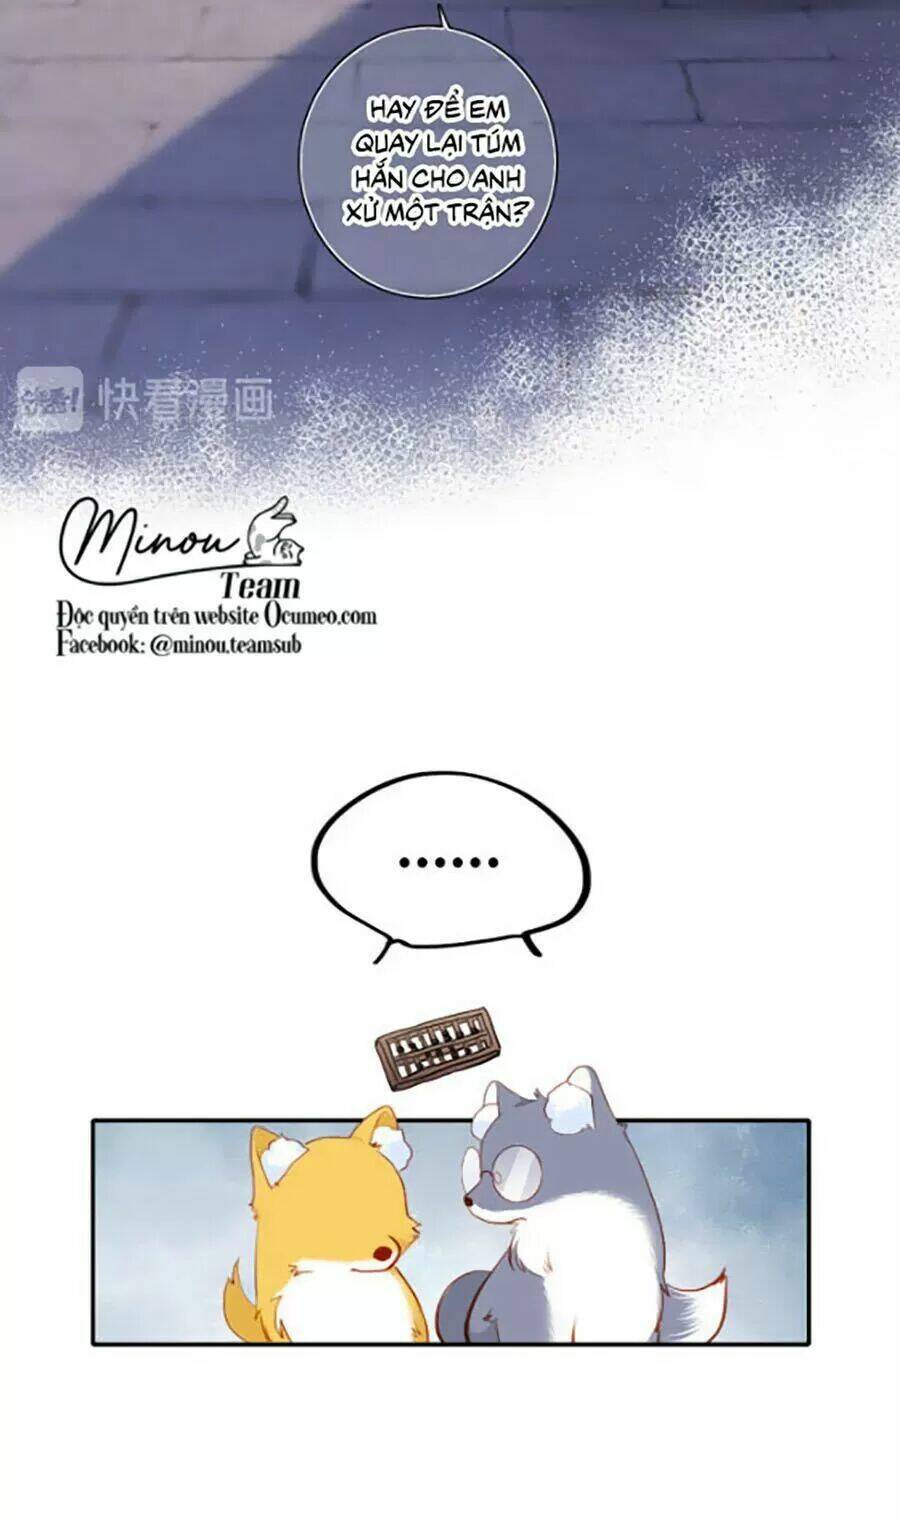 HAY ĐỂ EM
QUAY LẠI TÚM
HẮN CHO ANH
XỬ MỘT TRẬN?
快看漫画
Minou
Team
Độc quyền trên website Ocumeo.com
Facebook: @minou.teamsub
......